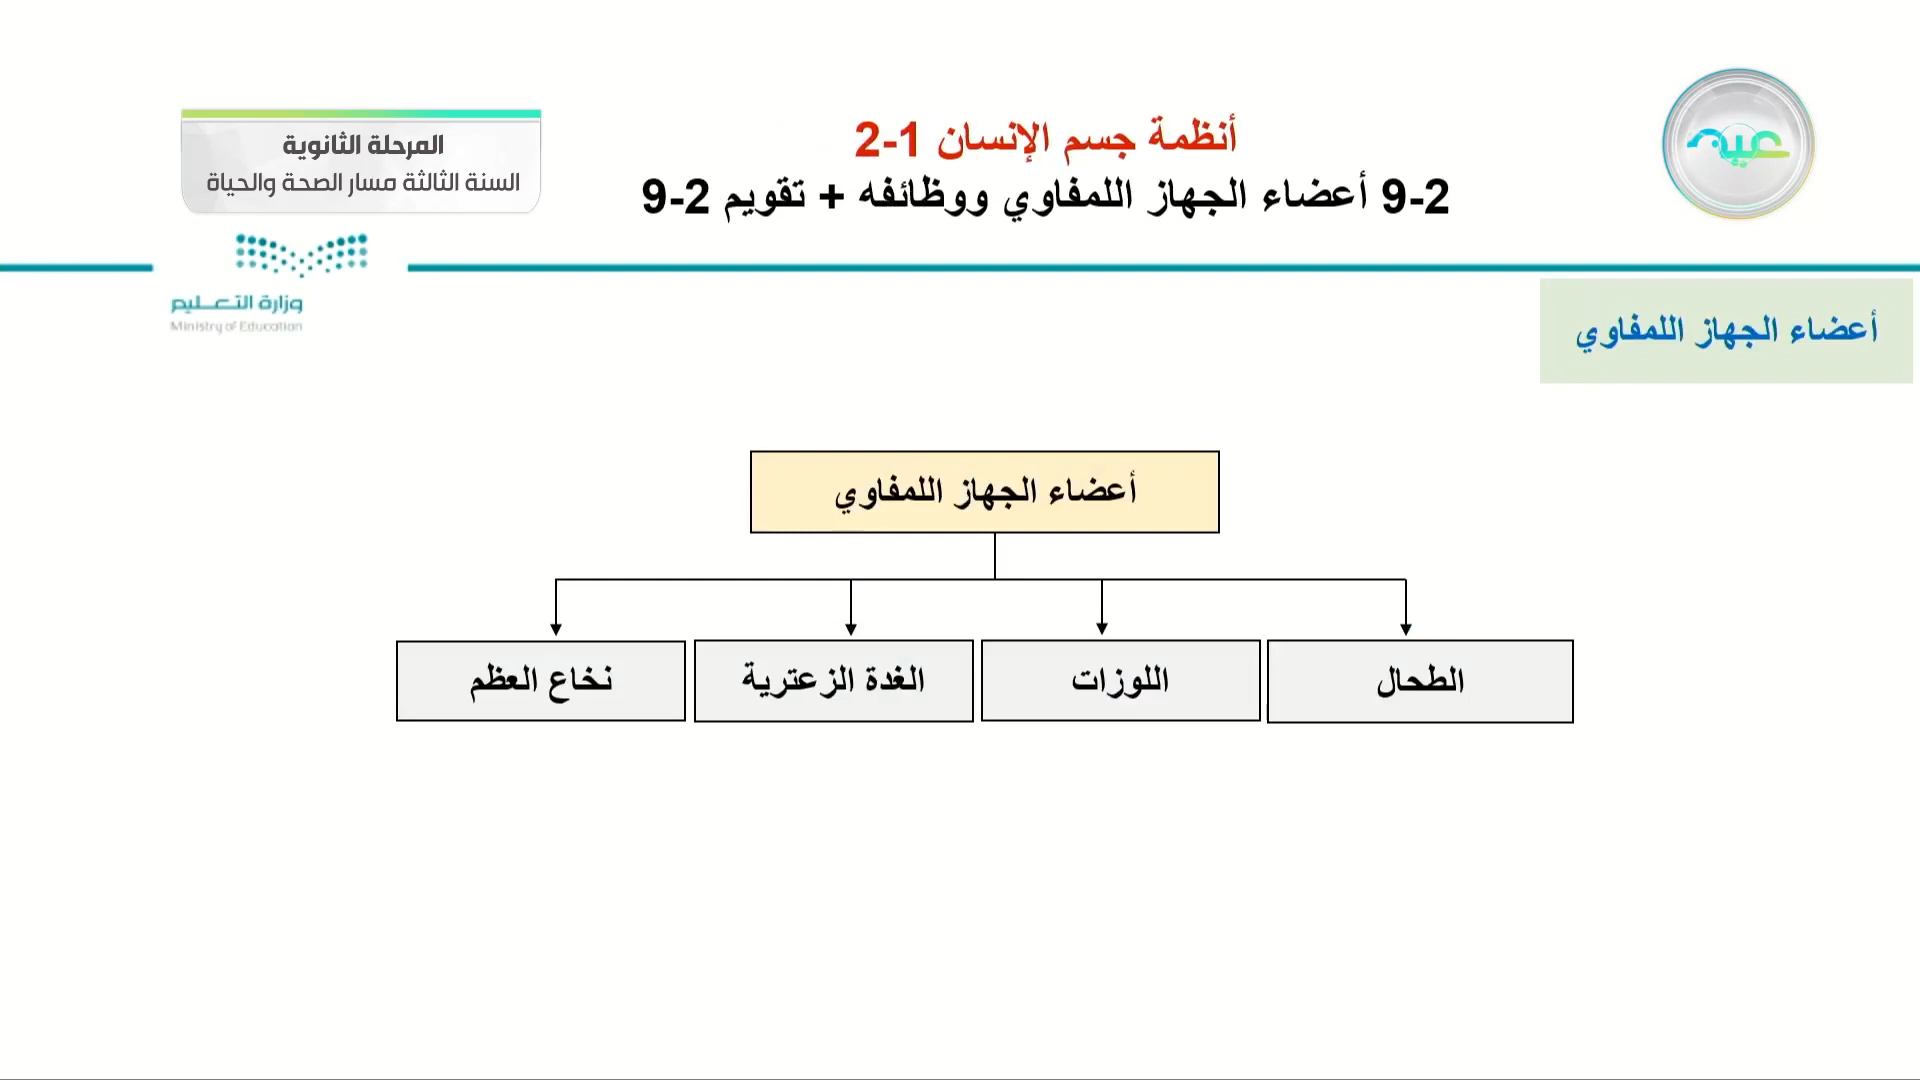 أنظمة جسم الإنسان 1-2
9-2 أعضاء الجهاز اللمفاوي ووظائفه + تقويم 2-9
المرحلة الثانوية
السنة الثالثة مسار الصحة والحياة
عين
وزارة التعليم
Ministry of Education
أعضاء الجهاز اللمفاوي
أعضاء الجهاز اللمفاوي
الطحال
اللوزات
الغدة الزعترية
نخاع العظم